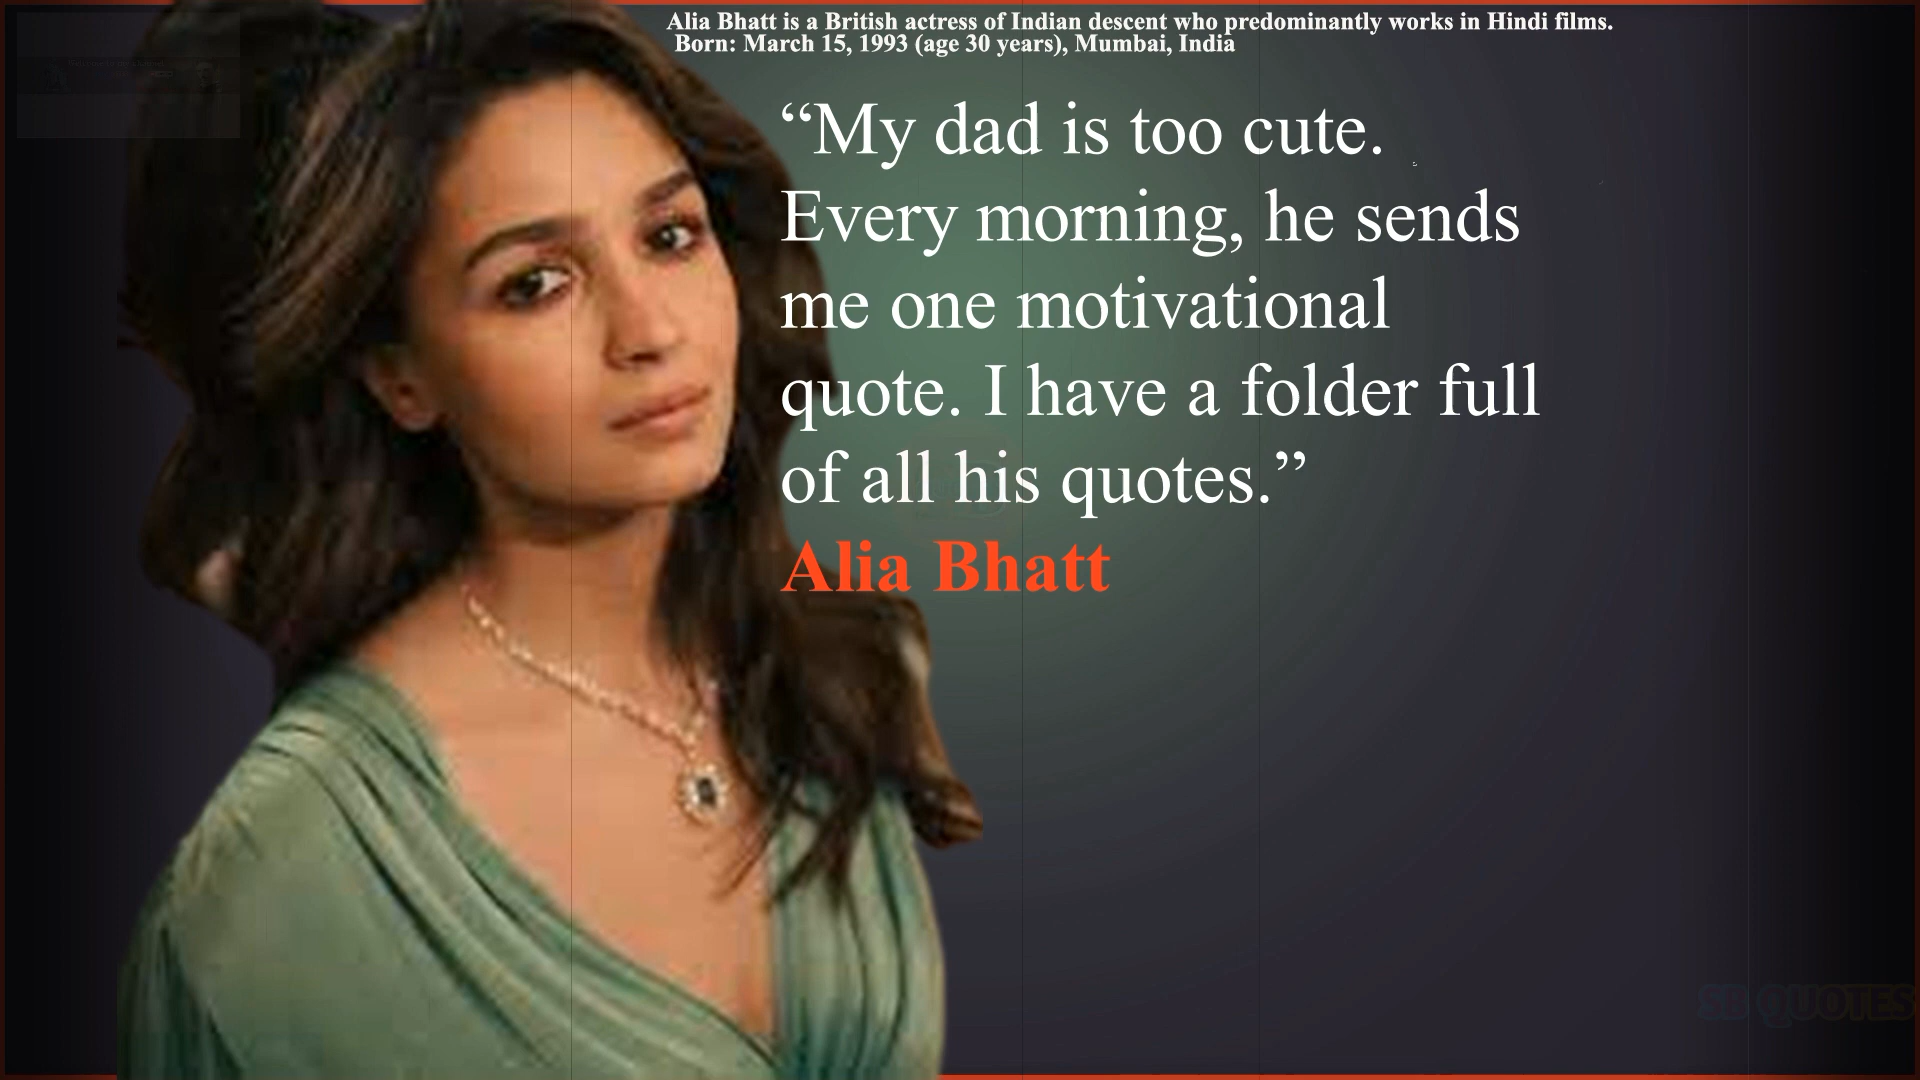 Alia Bhatt is a British actress of Indian descent who predominantly works in Hindi films.
Born: March 15, 1993 (age 30 years), Mumbai, India
“My dad is too cute.
Every morning, he sends
me one motivational
quote. I have a folder full
of all his quotes.”
Alia Bhatt
SB QUOTES